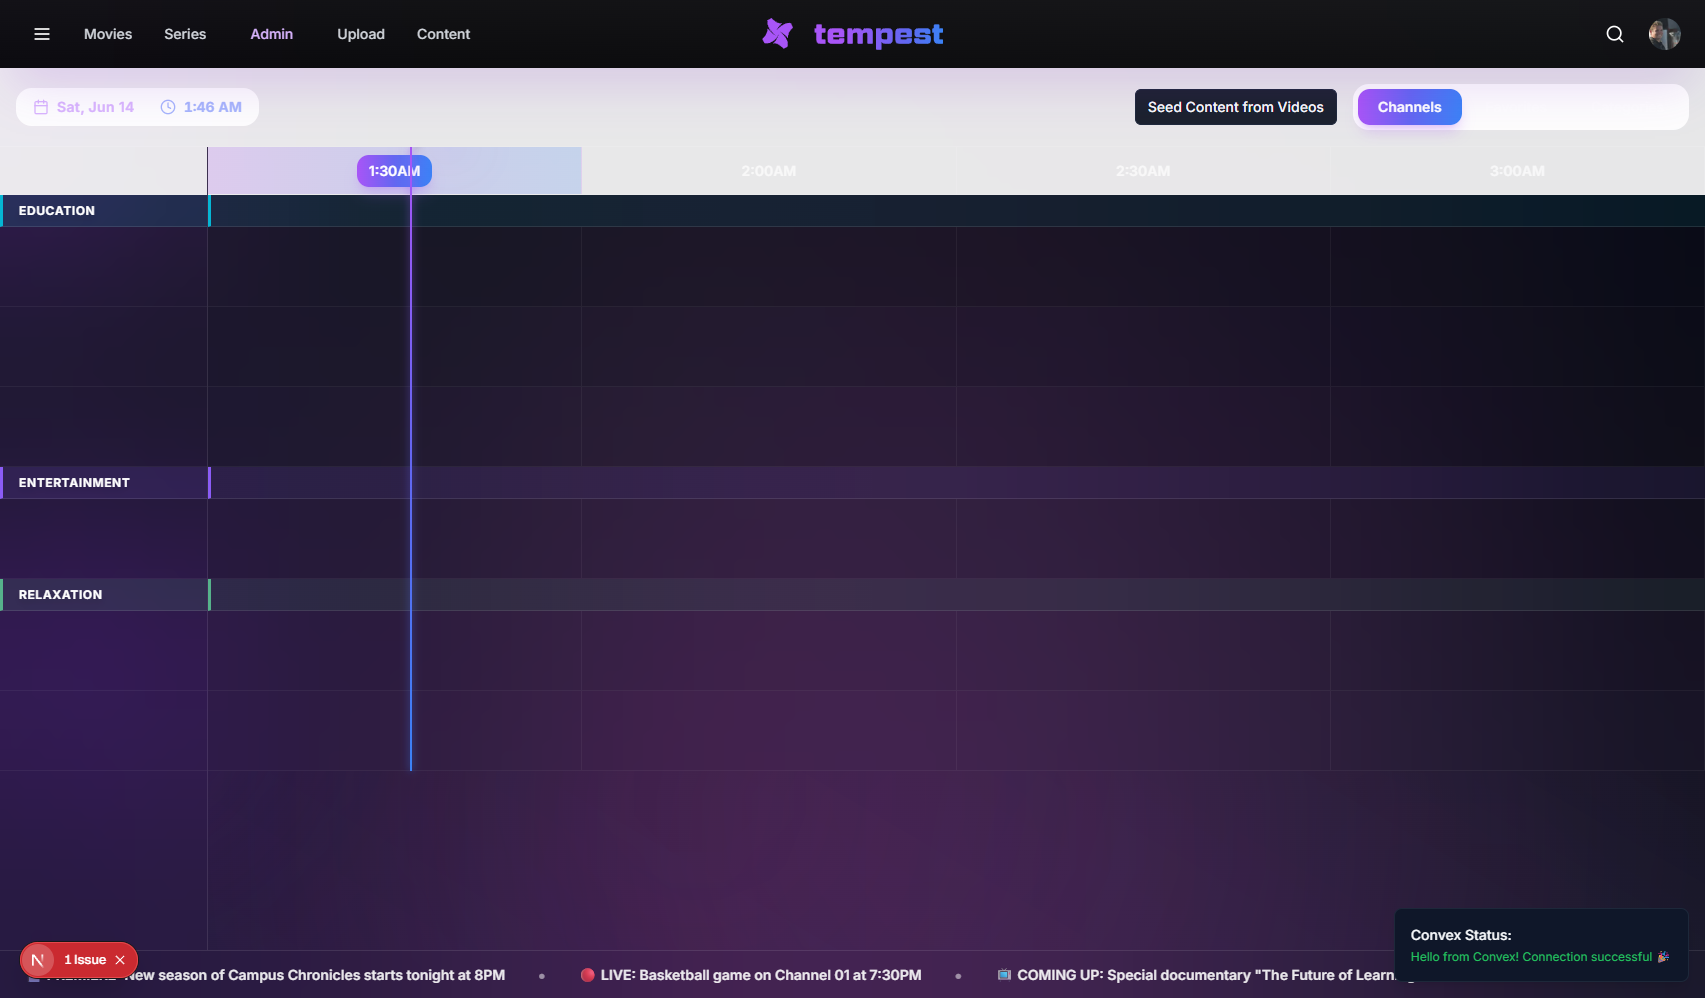 Movies
Series
Admin
Upload
Content
tempest
Sat, Jun 14
1:46 AM
Seed Content from Videos
Channels
1:30AM
2:00AM
2:30AM
3:00AM
EDUCATION
ENTERTAINMENT
RELAXATION
Convex Status:
Hello from Convex! Connection successful 🎉
N
1 Issue
New season of Campus Chronicles starts tonight at 8PM
•
🔴 LIVE: Basketball game on Channel 01 at 7:30PM
•
📺 COMING UP: Special documentary "The Future of